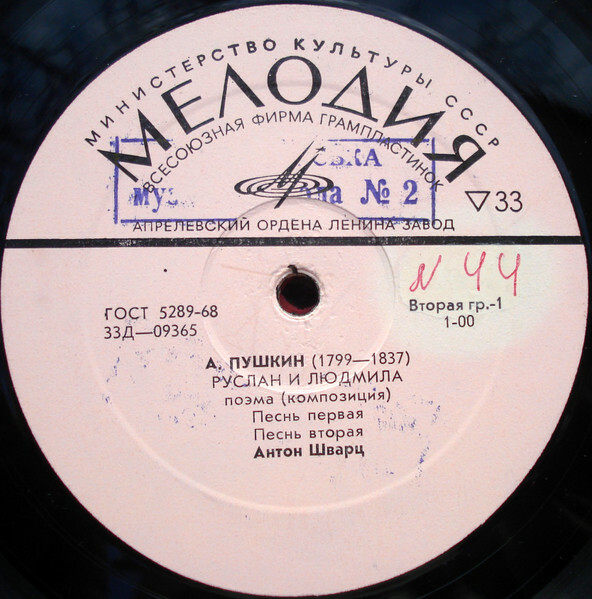 МИНИСТЕРСТВО КУЛЬТУРЫ СССР
МЕЛОДИЯ
ВСЕСОЮЗНАЯ ФИРМА ГРАМПЛАСТИНОК
№ 2
▽33
АПРЕЛЕВСКИЙ ОРДЕНА ЛЕНИНА ЗАВОД
N 44
ГОСТ 5289-68
33Д—09365
Вторая гр.-1
1-00
А. ПУШКИН (1799—1837)
РУСЛАН И ЛЮДМИЛА
поэма (композиция)
Песнь первая
Песнь вторая
Антон Шварц